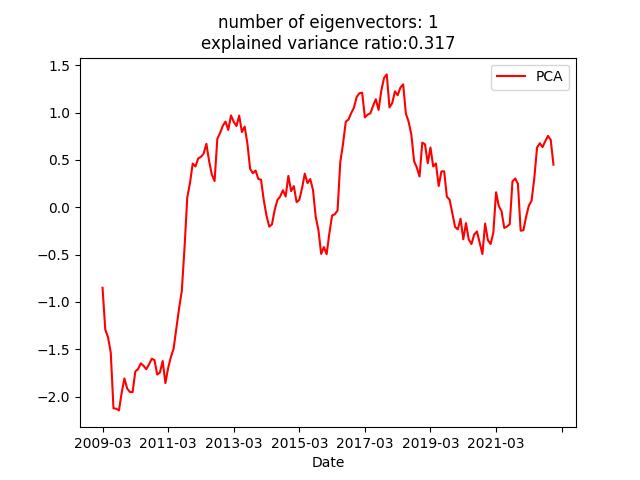 number of eigenvectors: 1
explained variance ratio:0.317
PCA
1.5
1.0
0.5
0.0
−0.5
−1.0
−1.5
−2.0
2009-03 2011-03 2013-03 2015-03 2017-03 2019-03 2021-03
Date